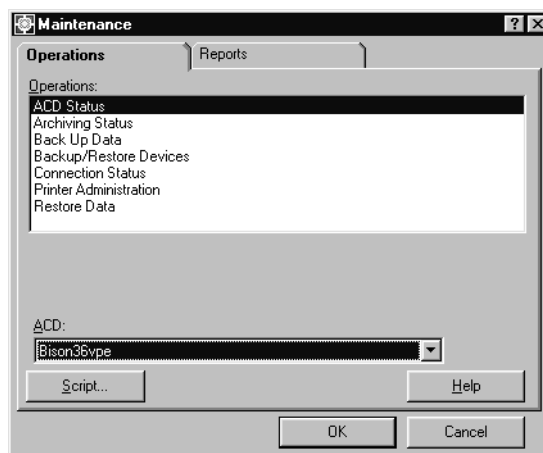 Maintenance
Operations
Reports
Operations:
ACD Status
Archiving Status
Back Up Data
Backup/Restore Devices
Connection Status
Printer Administration
Restore Data
ACD:
Bison36vpe
Script...
Help
OK
Cancel